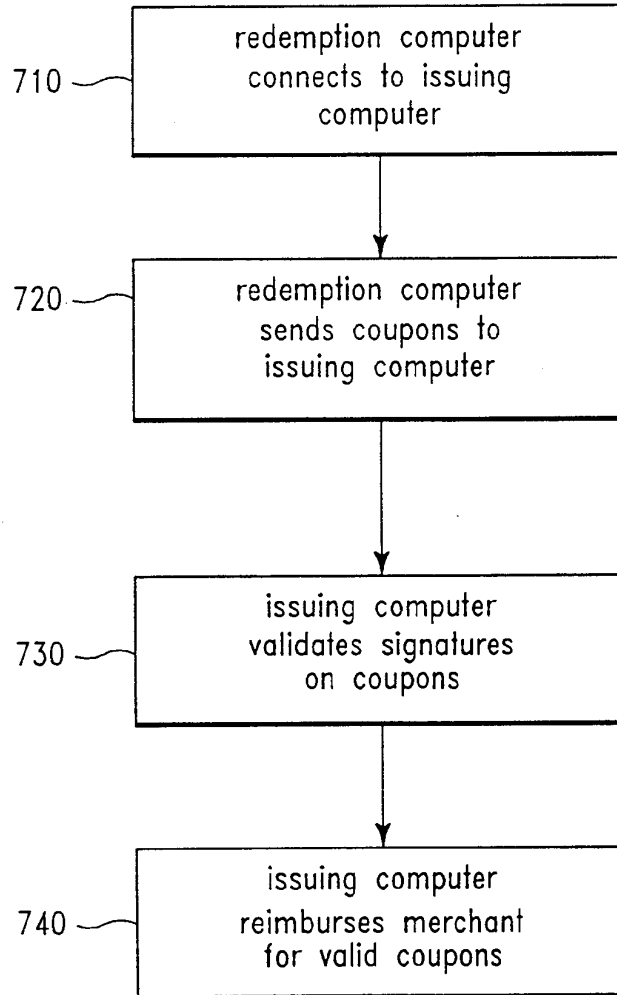 redemption computer
710
connects to issuing
computer
redemption computer
720
sends coupons to
issuing computer
issuing computer
730
validates signatures
on coupons
issuing computer
740
reimburses merchant
for valid coupons